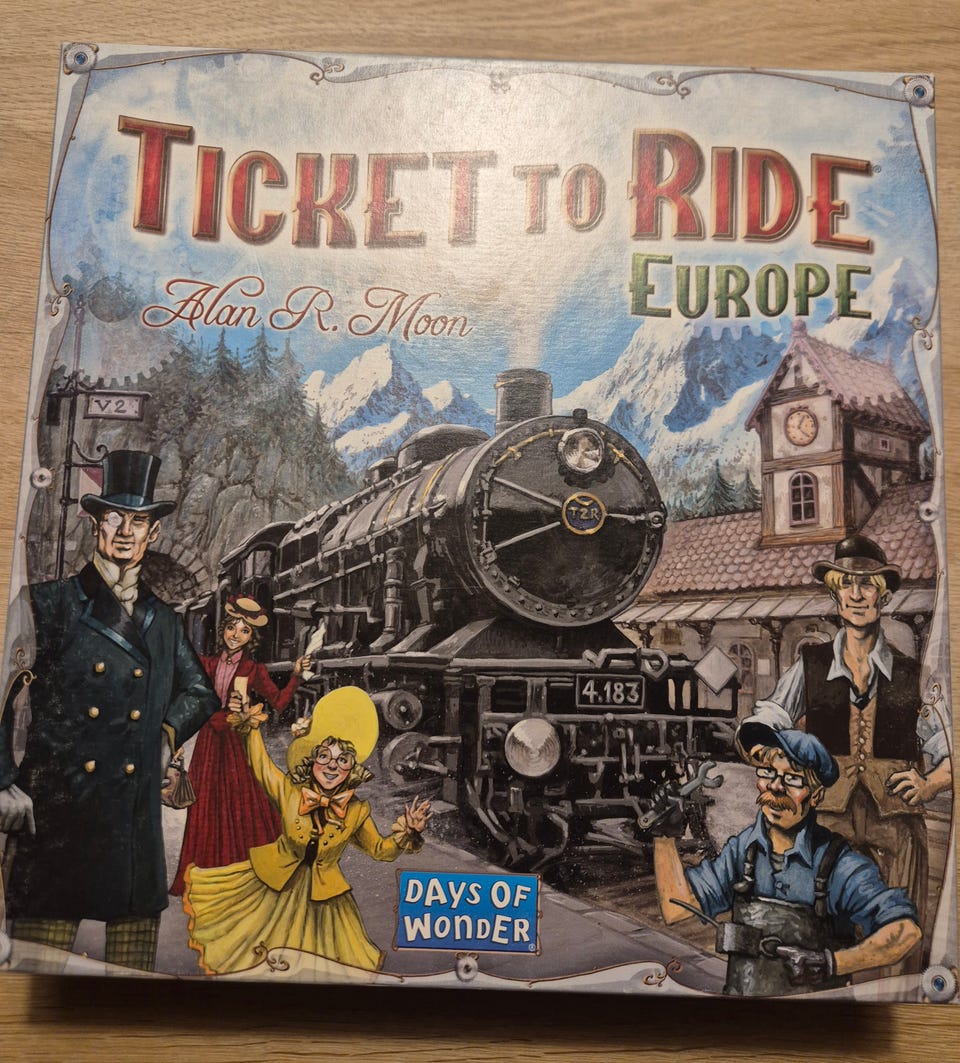 TICKET TO RIDE®
EUROPE
Alan R. Moon
V2
T2R
4.183
DAYS OF
WONDER®